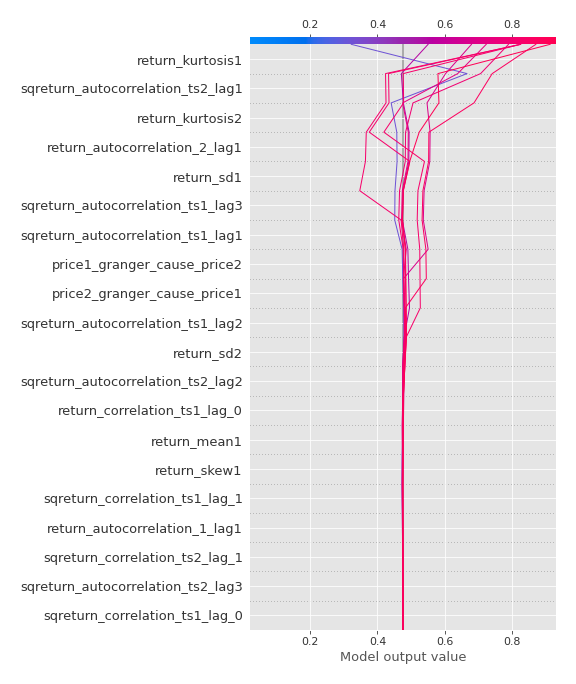 0.2 0.4 0.6 0.8
return_kurtosis1
sqreturn_autocorrelation_ts2_lag1
return_kurtosis2
return_autocorrelation_2_lag1
return_sd1
sqreturn_autocorrelation_ts1_lag3
sqreturn_autocorrelation_ts1_lag1
price1_granger_cause_price2
price2_granger_cause_price1
sqreturn_autocorrelation_ts1_lag2
return_sd2
sqreturn_autocorrelation_ts2_lag2
return_correlation_ts1_lag_0
return_mean1
return_skew1
sqreturn_correlation_ts1_lag_1
return_autocorrelation_1_lag1
sqreturn_correlation_ts2_lag_1
sqreturn_autocorrelation_ts2_lag3
sqreturn_correlation_ts1_lag_0
0.2 0.4 0.6 0.8
Model output value